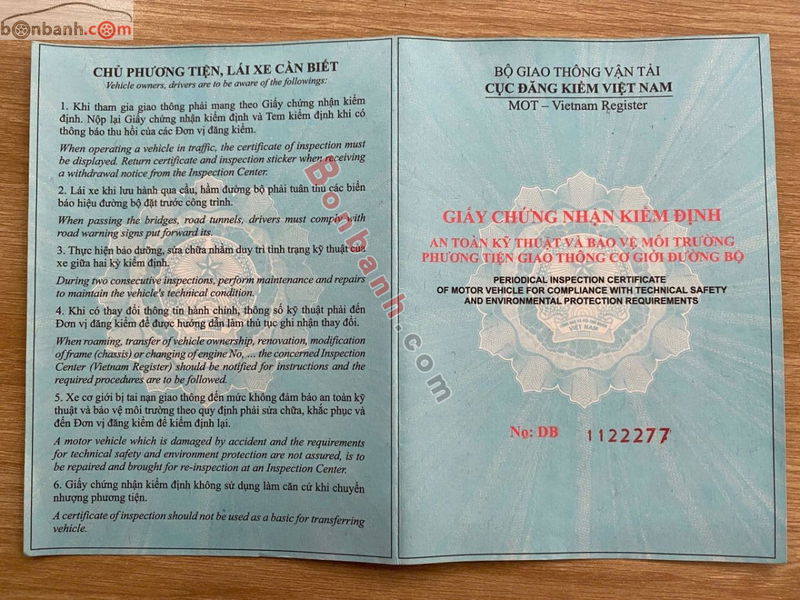 bonbanh.com
CHỦ PHƯƠNG TIỆN, LÁI XE CẦN BIẾT
Vehicle owners, drivers are to be aware of the followings:
1. Khi tham gia giao thông phải mang theo Giấy chứng nhận kiểm
định. Nộp lại Giấy chứng nhận kiểm định và Tem kiểm định khi có
thông báo thu hồi của các Đơn vị đăng kiểm.
When operating a vehicle in traffic, the certificate of inspection must
be displayed. Return certificate and inspection sticker when receiving
a withdrawal notice from the Inspection Center.
2. Lái xe khi lưu hành qua cầu, hầm đường bộ phải tuân thủ các biển
báo hiệu đường bộ đặt trước công trình.
When passing the bridges, road tunnels, drivers must comply with
road warning signs put forward its.
3. Thực hiện bảo dưỡng, sửa chữa nhằm duy trì tình trạng kỹ thuật của
xe giữa hai kỳ kiểm định.
During two consecutive inspections, perform maintenance and repairs
to maintain the vehicle's technical condition.
4. Khi có thay đổi thông tin hành chính, thông số kỹ thuật phải đến
Đơn vị đăng kiểm để được hướng dẫn làm thủ tục ghi nhận thay đổi.
When roaming, transfer of vehicle ownership, renovation, modification
of frame (chassis) or changing of engine No, ... the concerned Inspection
Center (Vietnam Register) should be notified for instructions and the
required procedures are to be followed.
5. Xe cơ giới bị tai nạn giao thông đến mức không đảm bảo an toàn kỹ
thuật và bảo vệ môi trường theo quy định phải sửa chữa, khắc phục và
đến Đơn vị đăng kiểm để kiểm định lại.
A motor vehicle which is damaged by accident and the requirements
for technical safety and environment protection are not assured, is to
be repaired and brought for re-inspection at an Inspection Center.
6. Giấy chứng nhận kiểm định không sử dụng làm căn cứ khi chuyển
nhượng phương tiện.
A certificate of inspection should not be used as a basic for transferring
vehicle.
BỘ GIAO THÔNG VẬN TẢI
CỤC ĐĂNG KIỂM VIỆT NAM
MOT – Vietnam Register
GIẤY CHỨNG NHẬN KIỂM ĐỊNH
AN TOÀN KỸ THUẬT VÀ BẢO VỆ MÔI TRƯỜNG
PHƯƠNG TIỆN GIAO THÔNG CƠ GIỚI ĐƯỜNG BỘ
PERIODICAL INSPECTION CERTIFICATE
OF MOTOR VEHICLE FOR COMPLIANCE WITH TECHNICAL SAFETY
AND ENVIRONMENTAL PROTECTION REQUIREMENTS
VIỆT NAM
Nọ: DB 1122277
Bonbanh.com